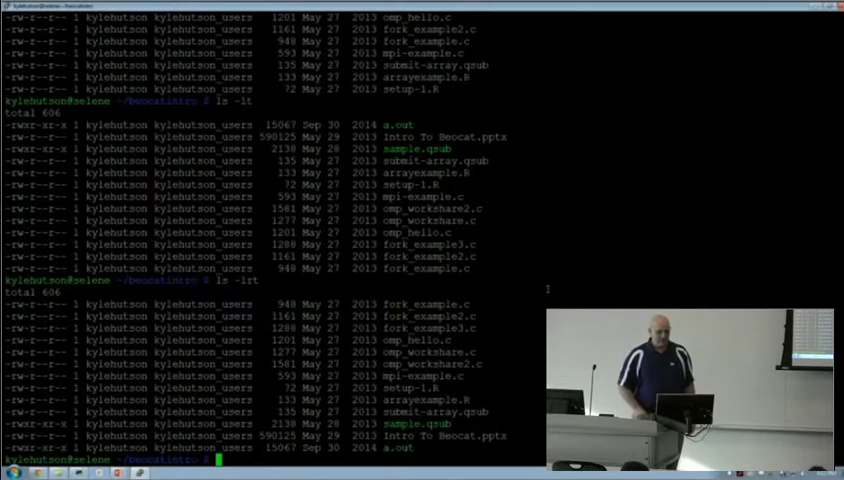 kylehutson@selene:~/beocatintro
-rw-r--r-- 1 kylehutson kylehutson_users 1201 May 27 2013 omp_hello.c
-rw-r--r-- 1 kylehutson kylehutson_users 1161 May 27 2013 fork_example2.c
-rw-r--r-- 1 kylehutson kylehutson_users 948 May 27 2013 fork_example.c
-rw-r--r-- 1 kylehutson kylehutson_users 593 May 27 2013 mpi-example.c
-rw-r--r-- 1 kylehutson kylehutson_users 135 May 27 2013 submit-array.qsub
-rw-r--r-- 1 kylehutson kylehutson_users 133 May 27 2013 arrayexample.R
-rw-r--r-- 1 kylehutson kylehutson_users 72 May 27 2013 setup-1.R
kylehutson@selene ~/beocatintro $ ls -lt
total 606
-rwxr-xr-x 1 kylehutson kylehutson_users 15067 Sep 30 2014 a.out
-rw-r--r-- 1 kylehutson kylehutson_users 590125 May 29 2013 Intro To Beocat.pptx
-rwxr-xr-x 1 kylehutson kylehutson_users 2138 May 28 2013 sample.qsub
-rw-r--r-- 1 kylehutson kylehutson_users 135 May 27 2013 submit-array.qsub
-rw-r--r-- 1 kylehutson kylehutson_users 133 May 27 2013 arrayexample.R
-rw-r--r-- 1 kylehutson kylehutson_users 72 May 27 2013 setup-1.R
-rw-r--r-- 1 kylehutson kylehutson_users 593 May 27 2013 mpi-example.c
-rw-r--r-- 1 kylehutson kylehutson_users 1581 May 27 2013 omp_workshare2.c
-rw-r--r-- 1 kylehutson kylehutson_users 1277 May 27 2013 omp_workshare.c
-rw-r--r-- 1 kylehutson kylehutson_users 1201 May 27 2013 omp_hello.c
-rw-r--r-- 1 kylehutson kylehutson_users 1288 May 27 2013 fork_example3.c
-rw-r--r-- 1 kylehutson kylehutson_users 1161 May 27 2013 fork_example2.c
-rw-r--r-- 1 kylehutson kylehutson_users 948 May 27 2013 fork_example.c
kylehutson@selene ~/beocatintro $ ls -lrt
total 606
-rw-r--r-- 1 kylehutson kylehutson_users 948 May 27 2013 fork_example.c
-rw-r--r-- 1 kylehutson kylehutson_users 1161 May 27 2013 fork_example2.c
-rw-r--r-- 1 kylehutson kylehutson_users 1288 May 27 2013 fork_example3.c
-rw-r--r-- 1 kylehutson kylehutson_users 1201 May 27 2013 omp_hello.c
-rw-r--r-- 1 kylehutson kylehutson_users 1277 May 27 2013 omp_workshare.c
-rw-r--r-- 1 kylehutson kylehutson_users 1581 May 27 2013 omp_workshare2.c
-rw-r--r-- 1 kylehutson kylehutson_users 593 May 27 2013 mpi-example.c
-rw-r--r-- 1 kylehutson kylehutson_users 72 May 27 2013 setup-1.R
-rw-r--r-- 1 kylehutson kylehutson_users 133 May 27 2013 arrayexample.R
-rw-r--r-- 1 kylehutson kylehutson_users 135 May 27 2013 submit-array.qsub
-rwxr-xr-x 1 kylehutson kylehutson_users 2138 May 28 2013 sample.qsub
-rw-r--r-- 1 kylehutson kylehutson_users 590125 May 29 2013 Intro To Beocat.pptx
-rwxr-xr-x 1 kylehutson kylehutson_users 15067 Sep 30 2014 a.out
kylehutson@selene ~/beocatintro $